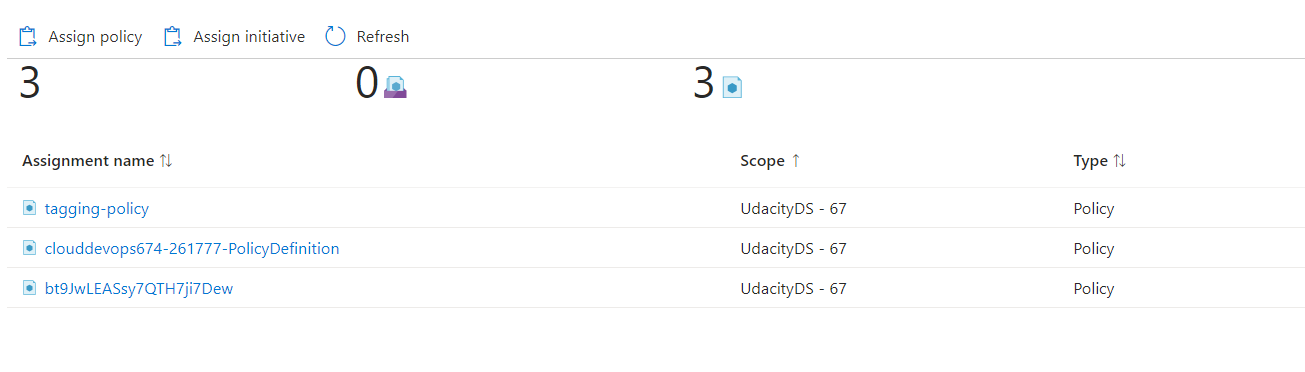 Assign policy Assign initiative Refresh
3 0 3
Assignment name Scope Type
tagging-policy UdacityDS - 67 Policy
clouddevops674-261777-PolicyDefinition UdacityDS - 67 Policy
bt9JwLEASsy7QTH7ji7Dew UdacityDS - 67 Policy